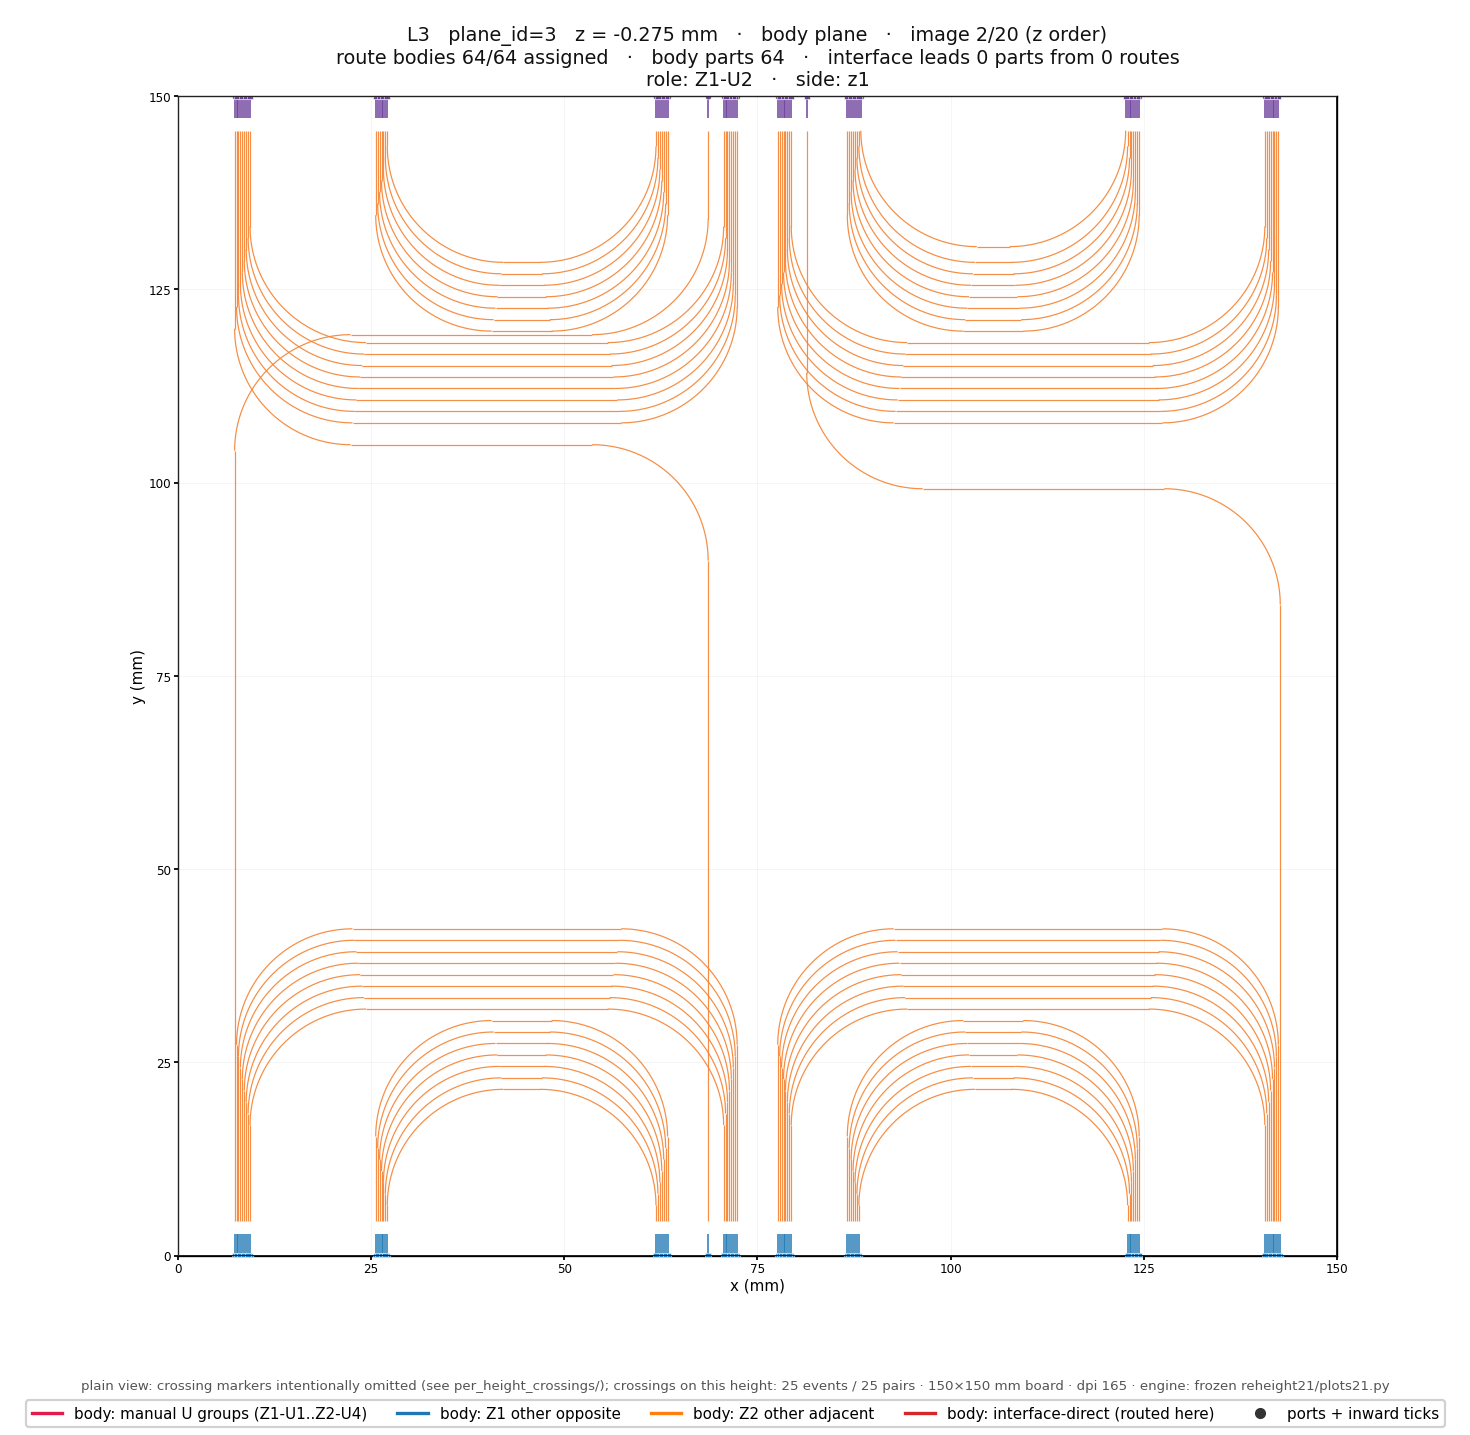 L3   plane_id=3   z = -0.275 mm   ·   body plane   ·   image 2/20 (z order)
route bodies 64/64 assigned   ·   body parts 64   ·   interface leads 0 parts from 0 routes
role: Z1-U2   ·   side: z1
150
125
100
75
50
25
0
y (mm)
0 25 50 75 100 125 150
x (mm)
plain view: crossing markers intentionally omitted (see per_height_crossings/); crossings on this height: 25 events / 25 pairs · 150×150 mm board · dpi 165 · engine: frozen reheight21/plots21.py
body: manual U groups (Z1-U1..Z2-U4) body: Z1 other opposite body: Z2 other adjacent body: interface-direct (routed here) ports + inward ticks